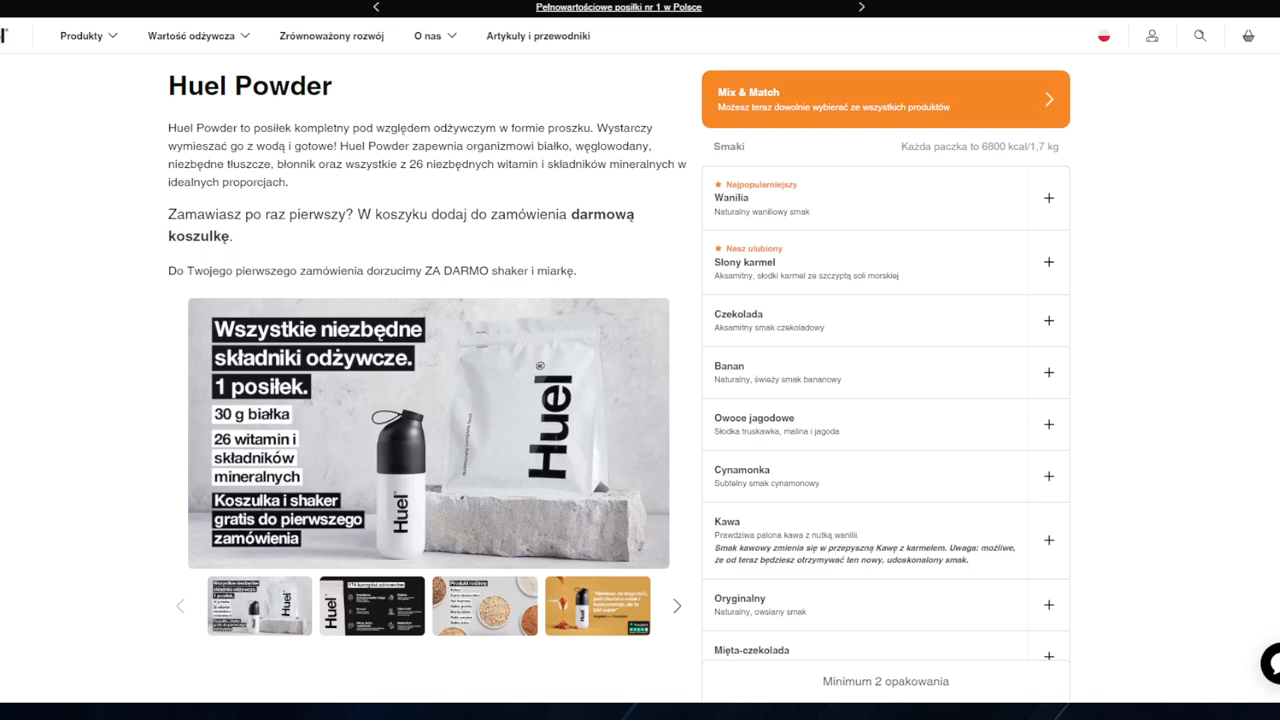 Pełnowartościowe posiłki nr 1 w Polsce
Produkty
Wartość odżywcza
Zrównoważony rozwój
O nas
Artykuły i przewodniki
Huel Powder
Huel Powder to posiłek kompletny pod względem odżywczym w formie proszku. Wystarczy
wymieszać go z wodą i gotowe! Huel Powder zapewnia organizmowi białko, węglowodany,
niezbędne tłuszcze, błonnik oraz wszystkie z 26 niezbędnych witamin i składników mineralnych w
idealnych proporcjach.
Zamawiasz po raz pierwszy? W koszyku dodaj do zamówienia darmową
koszulkę.
Do Twojego pierwszego zamówienia dorzucimy ZA DARMO shaker i miarkę.
Wszystkie niezbędne
składniki odżywcze.
1 posiłek.
30 g białka
26 witamin i
składników
mineralnych
Koszulka i shaker
gratis do pierwszego
zamówienia
Huel
Huel®
Mix & Match
Możesz teraz dowolnie wybierać ze wszystkich produktów
Smaki
Każda paczka to 6800 kcal/1,7 kg
Najpopularniejszy
Wanilia
Naturalny waniliowy smak
Nasz ulubiony
Słony karmel
Aksamitny, słodki karmel ze szczyptą soli morskiej
Czekolada
Aksamitny smak czekoladowy
Banan
Naturalny, świeży smak bananowy
Owoce jagodowe
Słodka truskawka, malina i jagoda
Cynamonka
Subtelny smak cynamonowy
Kawa
Prawdziwa palona kawa z nutką wanilii.
Smak kawowy zmienia się w przepyszną Kawę z karmelem. Uwaga: możliwe,
że od teraz będziesz otrzymywać ten nowy, udoskonalony smak.
Oryginalny
Naturalny, owsiany smak
Mięta-czekolada
Minimum 2 opakowania